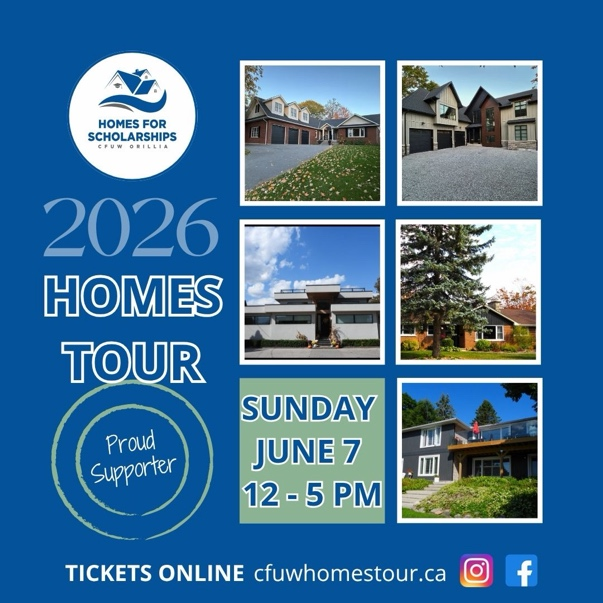 HOMES FOR
SCHOLARSHIPS
CFUW ORILLIA
2026
HOMES
TOUR
Proud
Supporter
SUNDAY
JUNE 7
12 - 5 PM
TICKETS ONLINE cfuwhomestour.ca